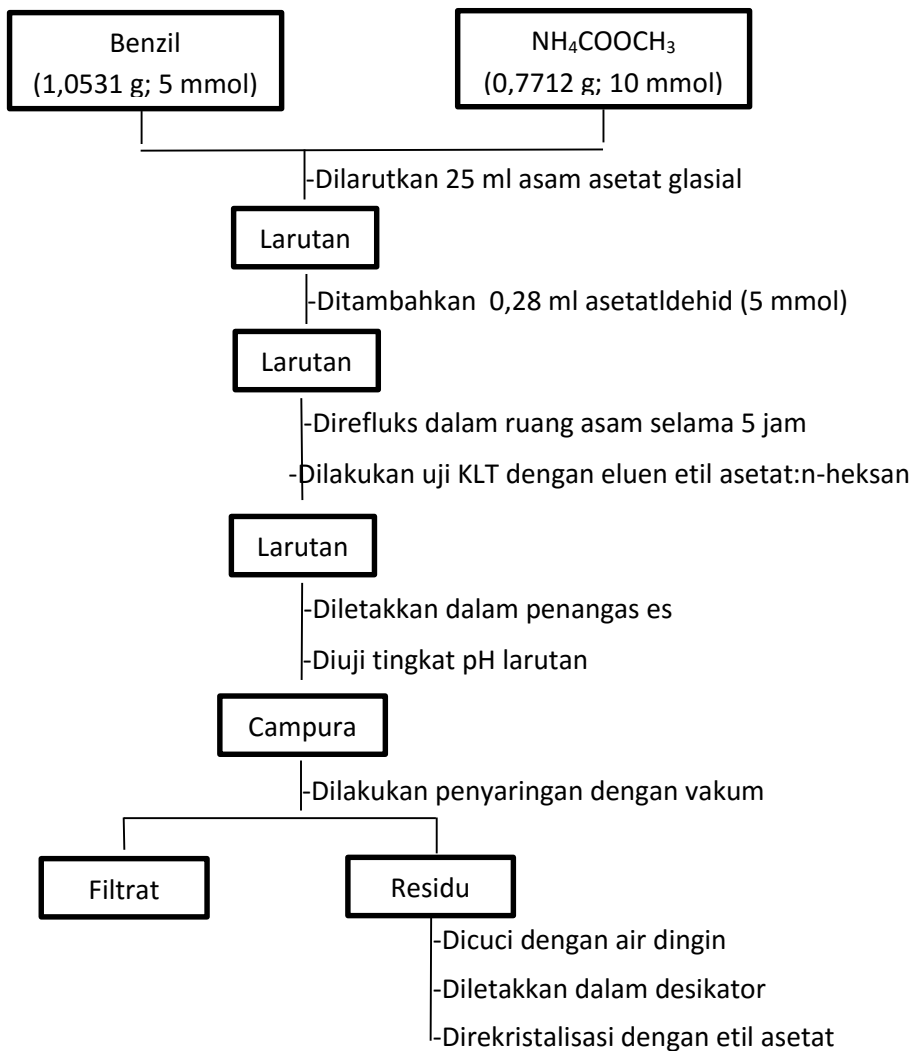 Benzil
(1,0531 g; 5 mmol)
NH₄COOCH₃
(0,7712 g; 10 mmol)
-Dilarutkan 25 ml asam asetat glasial
Larutan
-Ditambahkan  0,28 ml asetatldehid (5 mmol)
Larutan
-Direfluks dalam ruang asam selama 5 jam
-Dilakukan uji KLT dengan eluen etil asetat:n-heksan
Larutan
-Diletakkan dalam penangas es
-Diuji tingkat pH larutan
Campura
-Dilakukan penyaringan dengan vakum
Filtrat
Residu
-Dicuci dengan air dingin
-Diletakkan dalam desikator
-Direkristalisasi dengan etil asetat